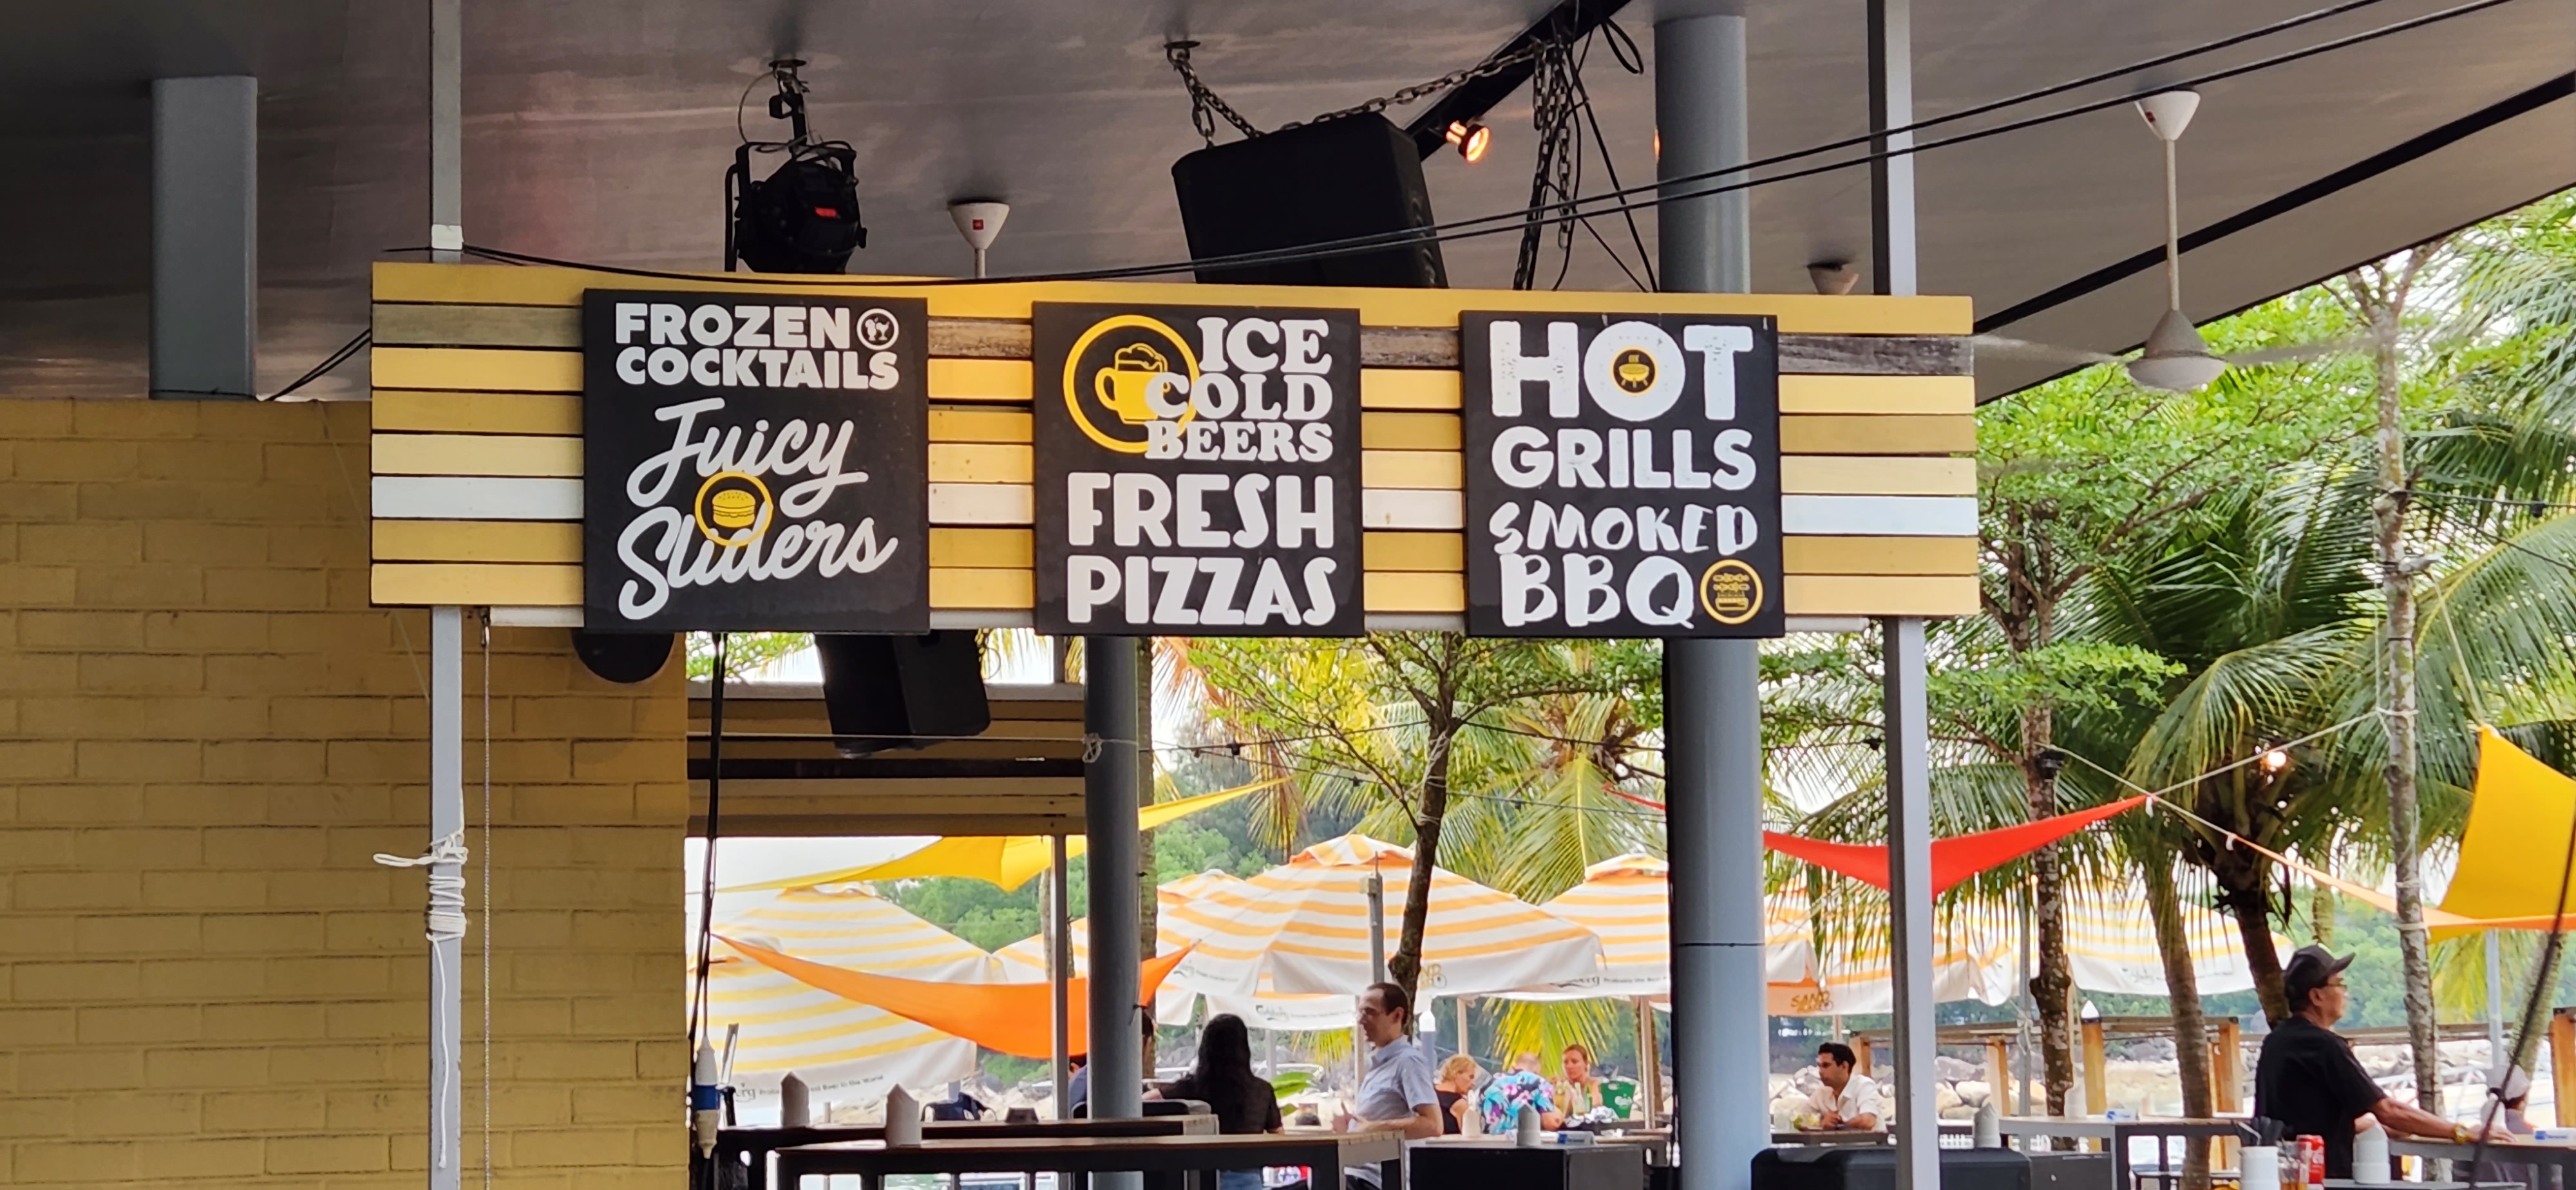 FROZEN
COCKTAILS
Juicy
Sliders
ICE
COLD
BEERS
FRESH
PIZZAS
HOT
GRILLS
SMOKED
BBQ